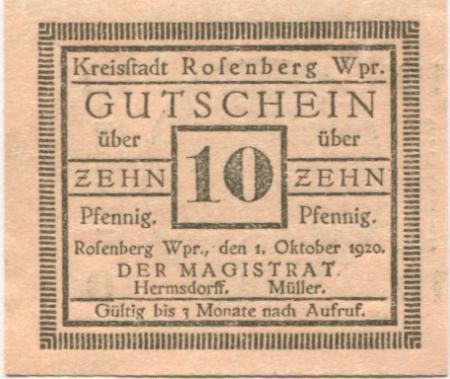 Kreisstadt Rosenberg Wpr.
GUTSCHEIN
über 10 über
ZEHN ZEHN
Pfennig. Pfennig.
Rosenberg Wpr., den 1. Oktober 1920.
DER MAGISTRAT.
Hermsdorff. Müller.
Gültig bis 3 Monate nach Aufruf.